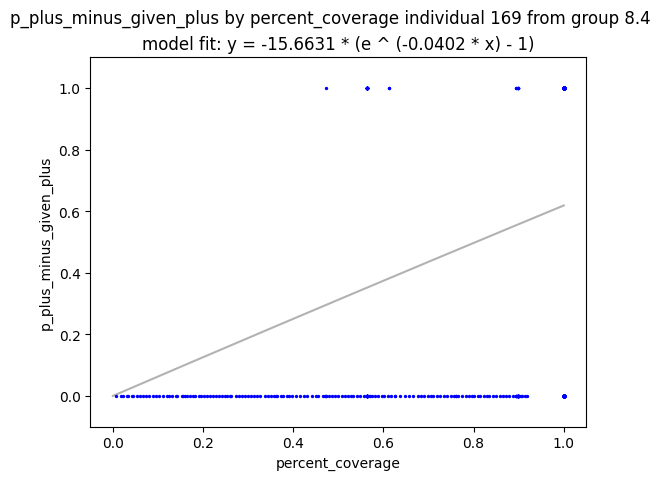 p_plus_minus_given_plus by percent_coverage individual 169 from group 8.4
model fit: y = -15.6631 * (e ^ (-0.0402 * x) - 1)
1.0
0.8
0.6
0.4
0.2
0.0
p_plus_minus_given_plus
0.0 0.2 0.4 0.6 0.8 1.0
percent_coverage